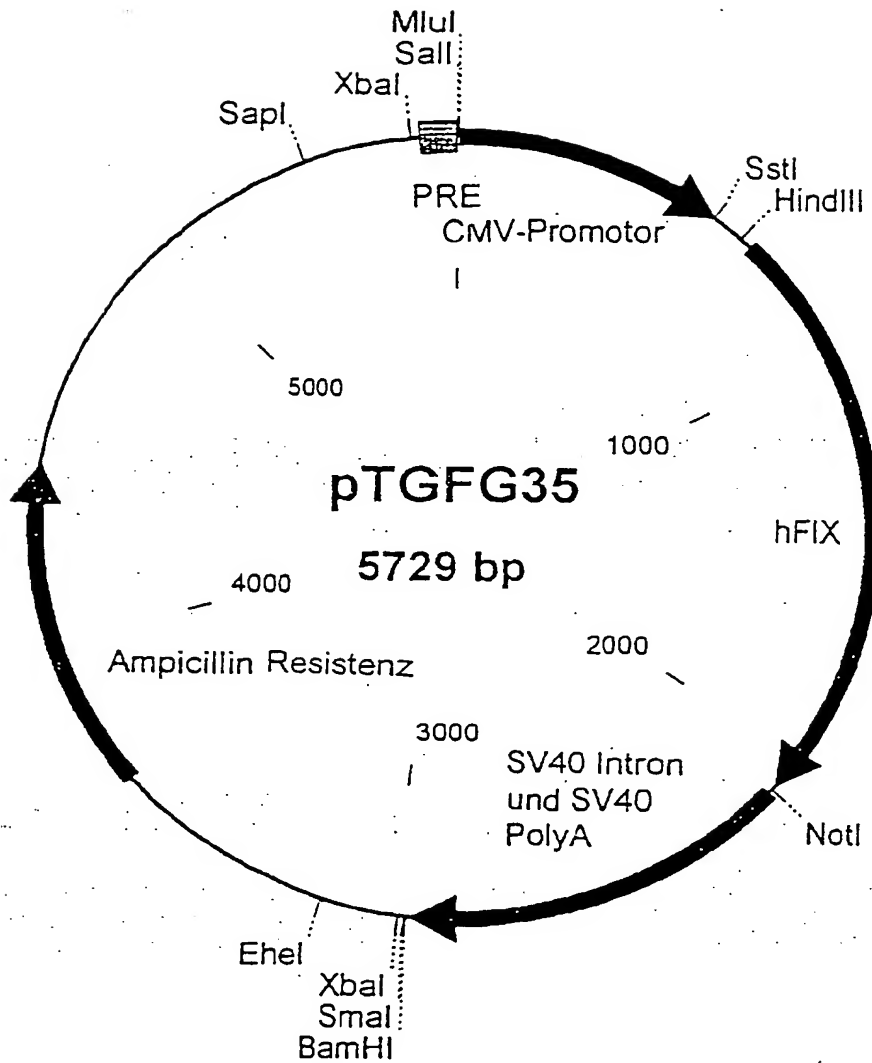 MluI
SalI
XbaI
SapI
SstI
HindIII
PRE
CMV-Promotor
5000
1000
pTGFG35
hFIX
5729 bp
4000
2000
Ampicillin Resistenz
3000
SV40 Intron
und SV40
PolyA
NotI
EheI
XbaI
SmaI
BamHI